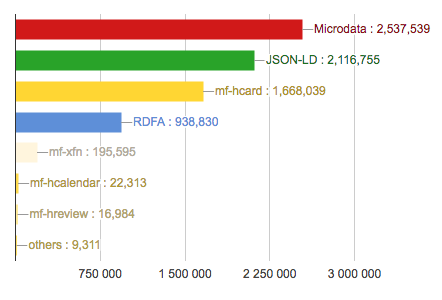 Microdata : 2,537,539
JSON-LD : 2,116,755
mf-hcard : 1,668,039
RDFA : 938,830
mf-xfn : 195,595
mf-hcalendar : 22,313
mf-hreview : 16,984
others : 9,311
750 000 1 500 000 2 250 000 3 000 000